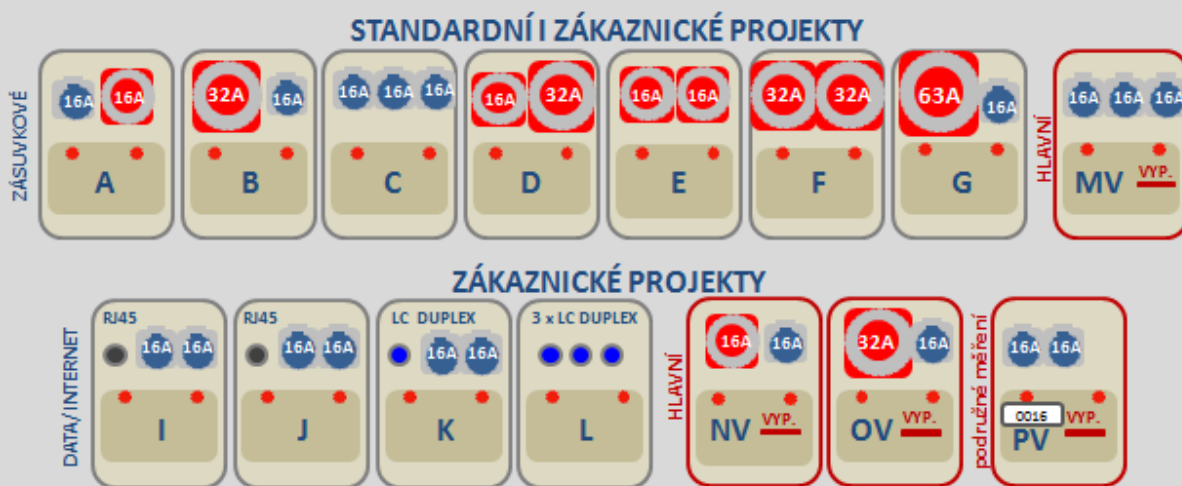 STANDARDNÍ I ZÁKAZNICKÉ PROJEKTY
ZÁSUVKOVÉ
16A 16A
A
32A 16A
B
16A 16A 16A
C
16A 32A
D
16A 16A
E
32A 32A
F
63A 16A
G
HLAVNÍ
16A 16A 16A
MV VYP.
ZÁKAZNICKÉ PROJEKTY
DATA/ INTERNET
RJ45
16A 16A
I
RJ45
16A 16A
J
LC DUPLEX
16A 16A
K
3 x LC DUPLEX
L
HLAVNÍ
16A 16A
NV VYP.
32A 16A
OV VYP.
podružné měření
16A 16A
0016
PV VYP.